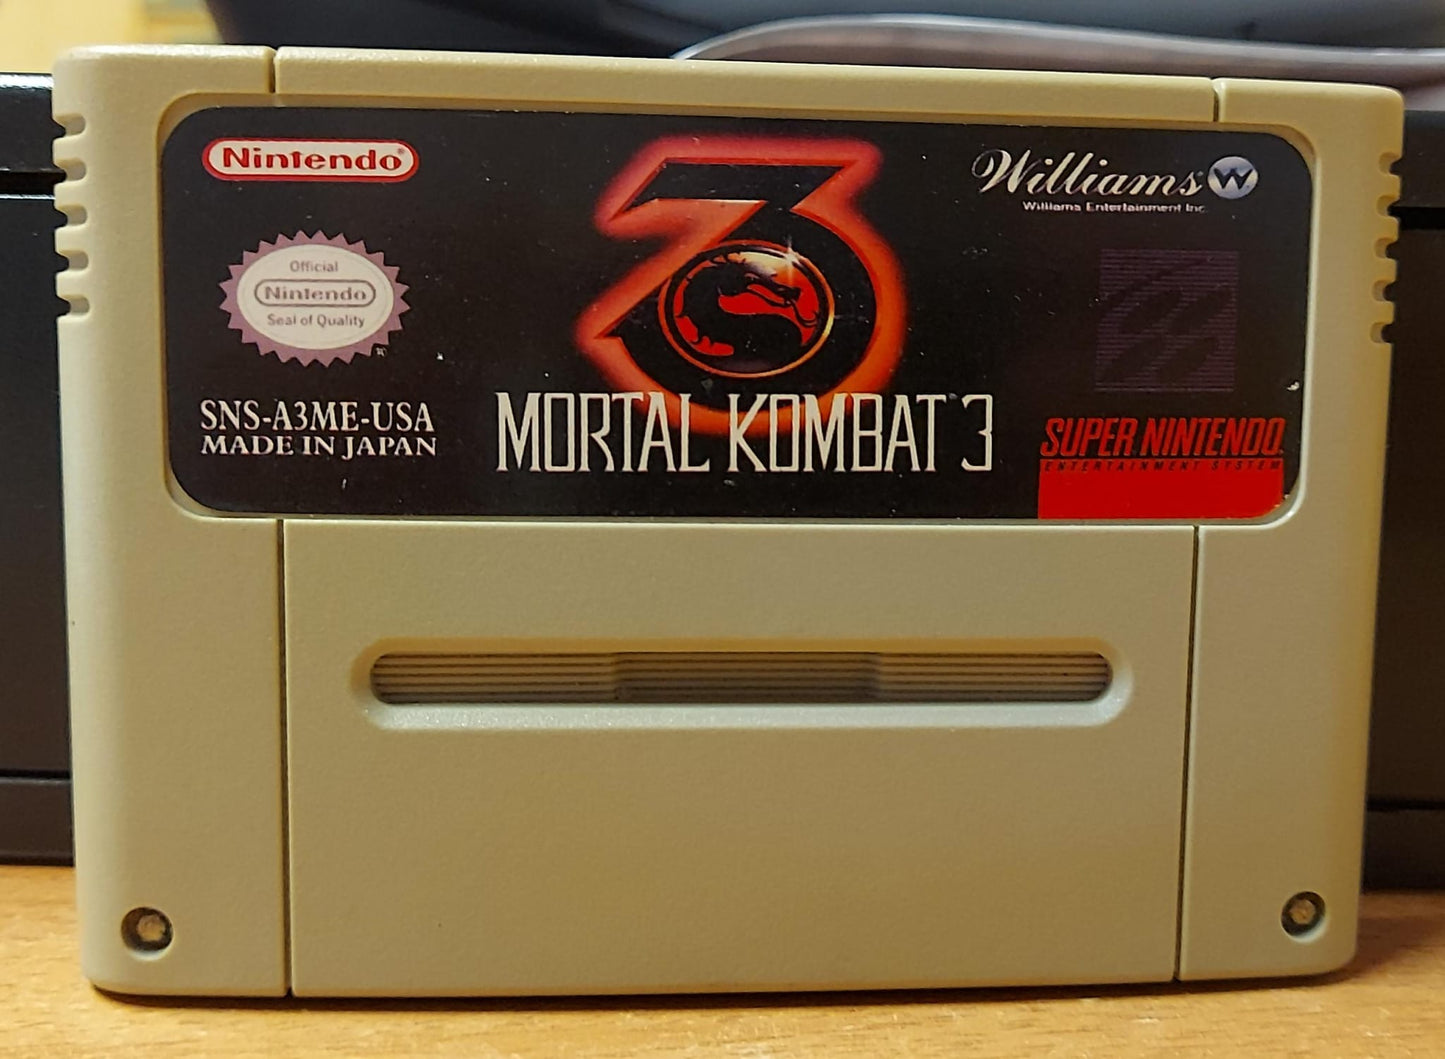 Nintendo®
Official
Nintendo
Seal of Quality
SNS-A3ME-USA
MADE IN JAPAN
3
MORTAL KOMBAT 3
Williams W
Williams Entertainment Inc.
SUPER NINTENDO
ENTERTAINMENT SYSTEM